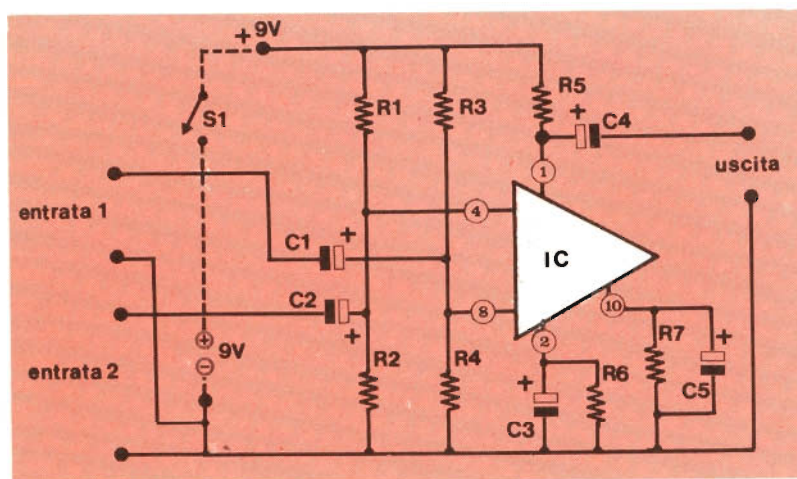 + 9V
S1
R1
R3
R5
+
C4
1
uscita
entrata 1
4
C1
+
IC
C2
+
8
10
2
entrata 2
+
−
9V
R2
R4
+
C3
R6
R7
+
C5